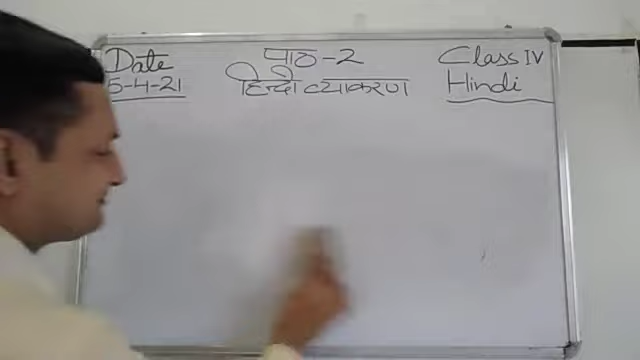 Date पाठ-2 Class IV
5-4-21 हिन्दी व्याकरण Hindi